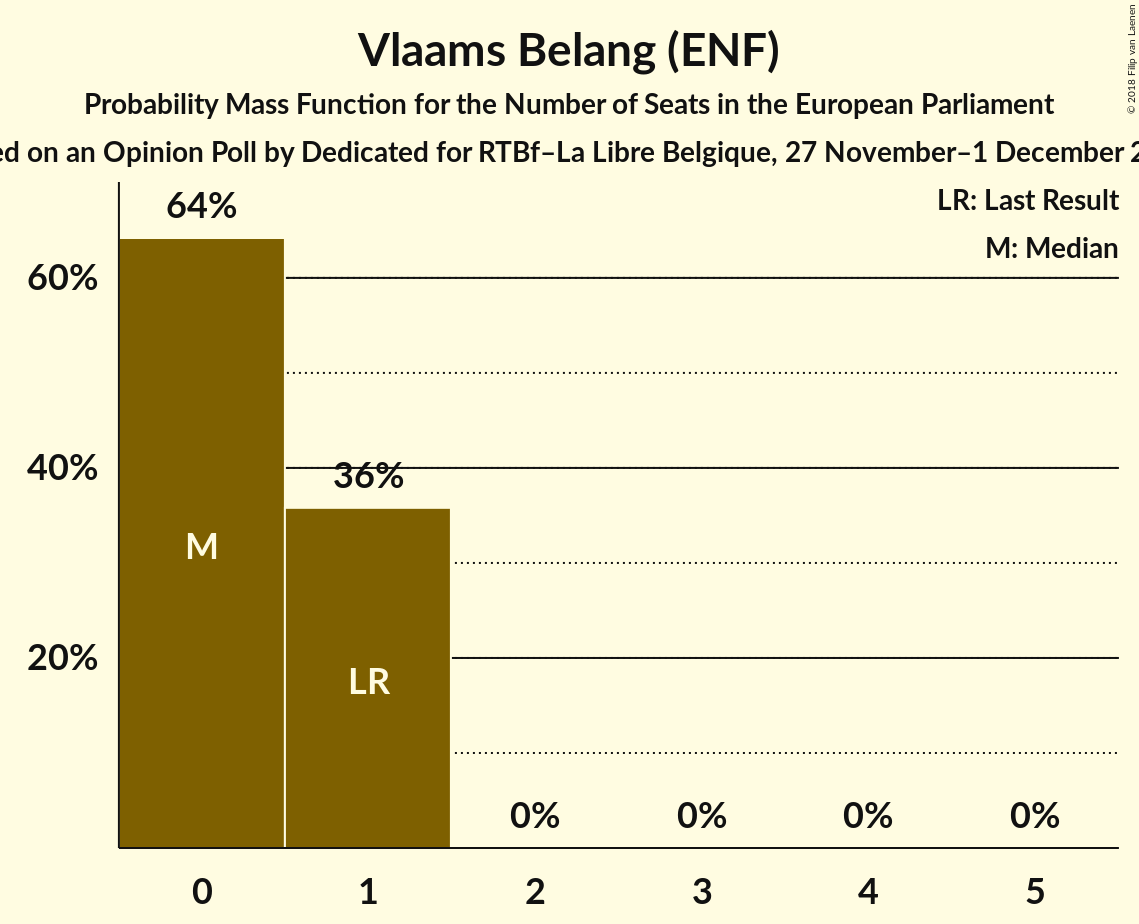 Vlaams Belang (ENF)
Probability Mass Function for the Number of Seats in the European Parliament
on an Opinion Poll by Dedicated for RTBf–La Libre Belgique, 27 November–1 December
© 2018 Filip van Laenen
LR: Last Result
M: Median
64%
60%
40%
36%
M
20%
LR
0% 0% 0% 0%
0 1 2 3 4 5